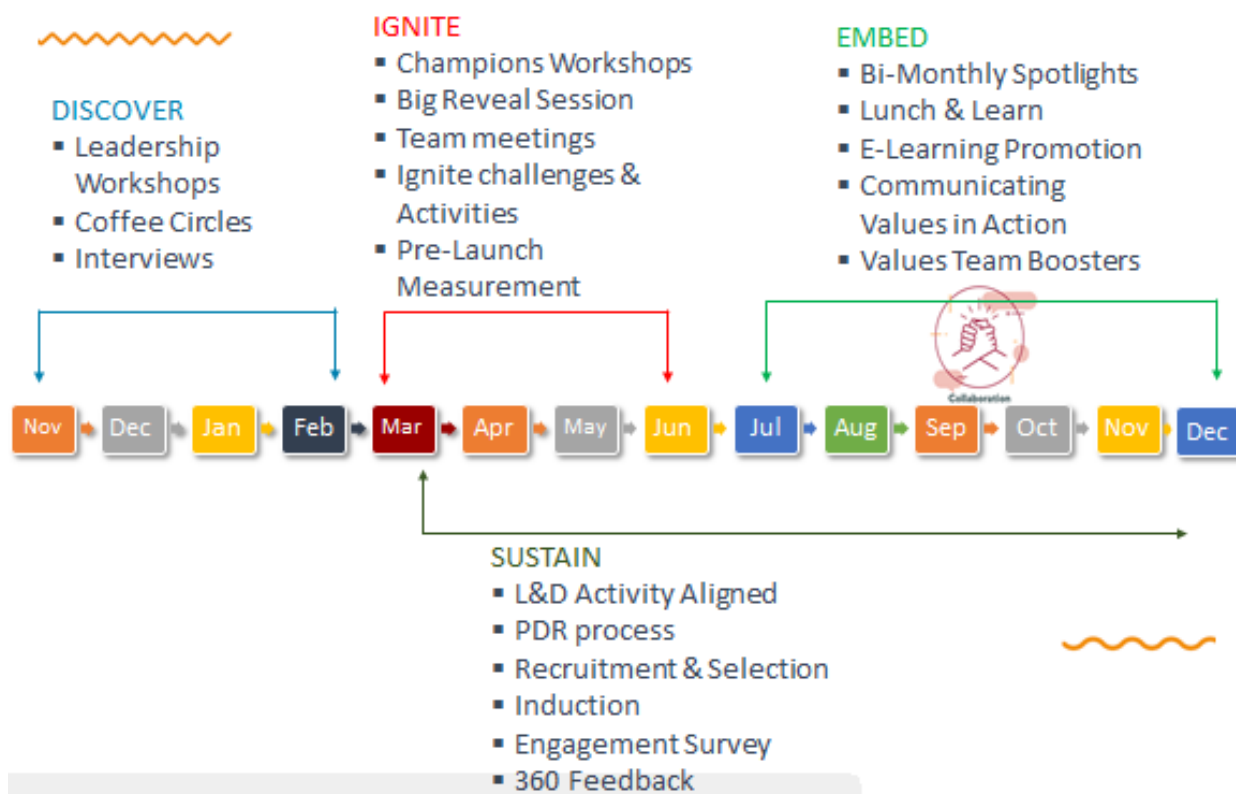 DISCOVER
▪ Leadership
Workshops
▪ Coffee Circles
▪ Interviews
IGNITE
▪ Champions Workshops
▪ Big Reveal Session
▪ Team meetings
▪ Ignite challenges &
Activities
▪ Pre-Launch
Measurement
EMBED
▪ Bi-Monthly Spotlights
▪ Lunch & Learn
▪ E-Learning Promotion
▪ Communicating
Values in Action
▪ Values Team Boosters
Collaboration
Nov Dec Jan Feb Mar Apr May Jun Jul Aug Sep Oct Nov Dec
SUSTAIN
▪ L&D Activity Aligned
▪ PDR process
▪ Recruitment & Selection
▪ Induction
▪ Engagement Survey
▪ 360 Feedback